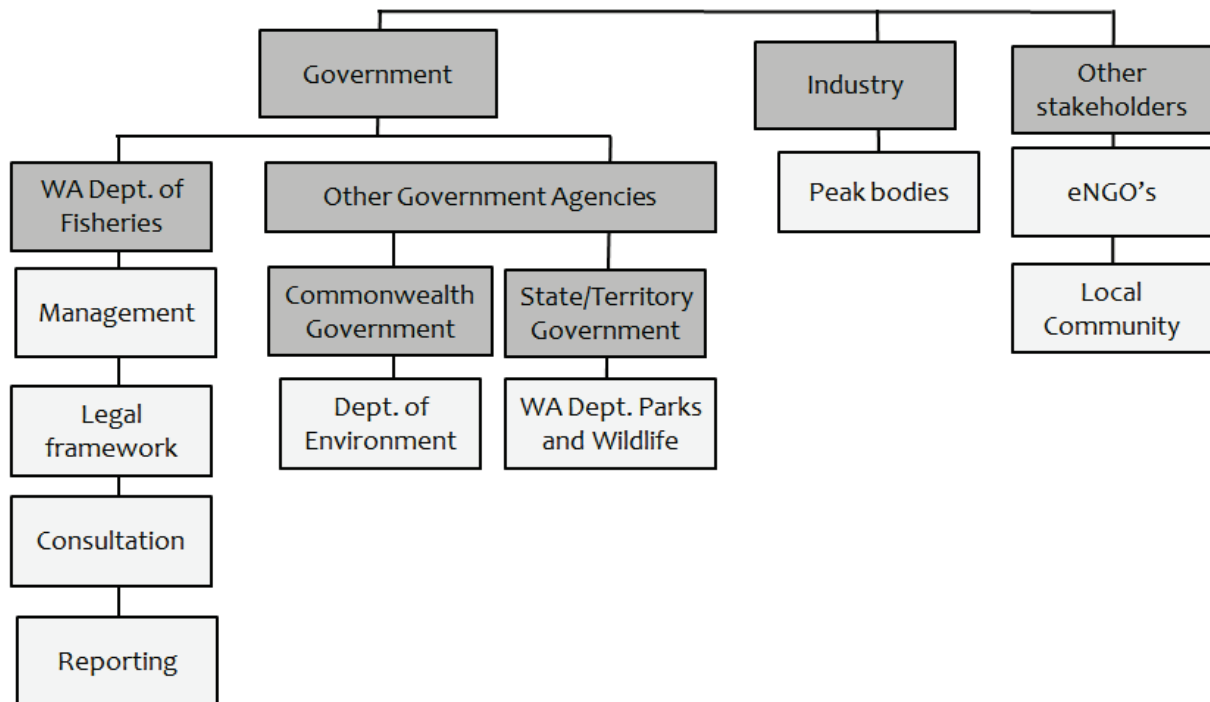 Government
Industry
Other
stakeholders
WA Dept. of
Fisheries
Other Government Agencies
Peak bodies
eNGO's
Management
Commonwealth
Government
State/Territory
Government
Local
Community
Legal
framework
Dept. of
Environment
WA Dept. Parks
and Wildlife
Consultation
Reporting